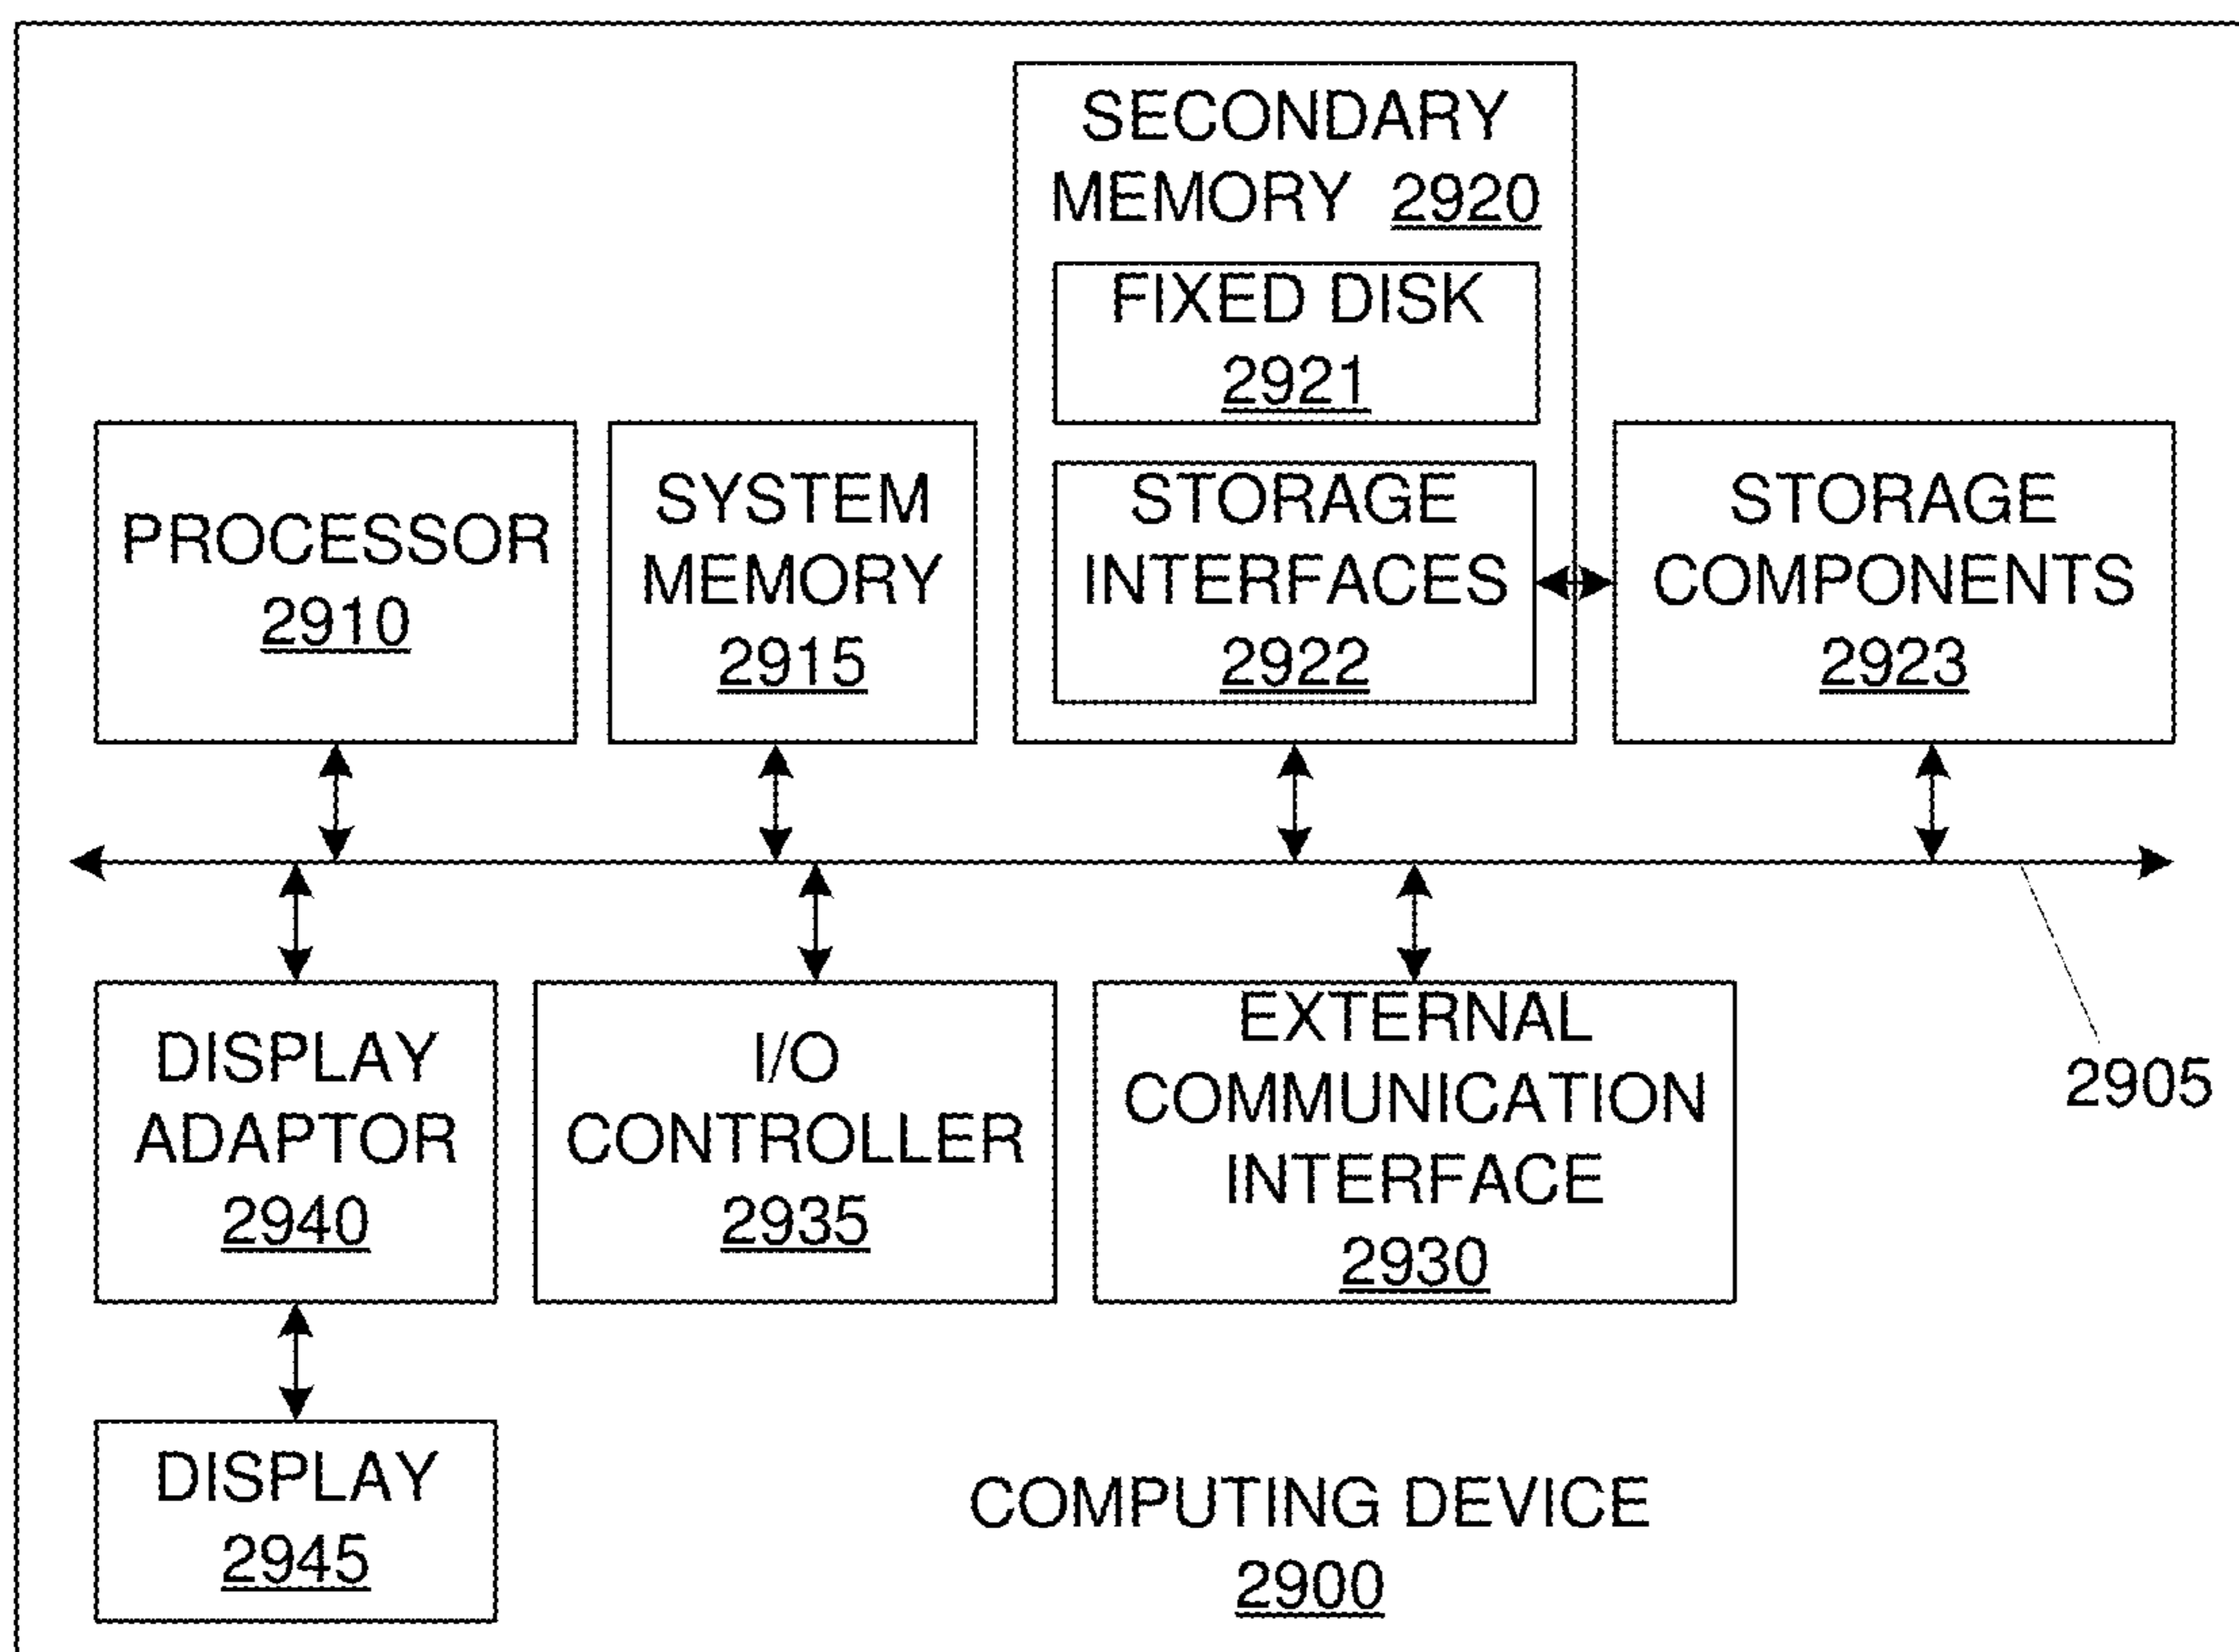 SECONDARY
MEMORY 2920
FIXED DISK
2921
STORAGE
INTERFACES
2922
PROCESSOR
2910
SYSTEM
MEMORY
2915
STORAGE
COMPONENTS
2923
2905
DISPLAY
ADAPTOR
2940
I/O
CONTROLLER
2935
EXTERNAL
COMMUNICATION
INTERFACE
2930
DISPLAY
2945
COMPUTING DEVICE
2900